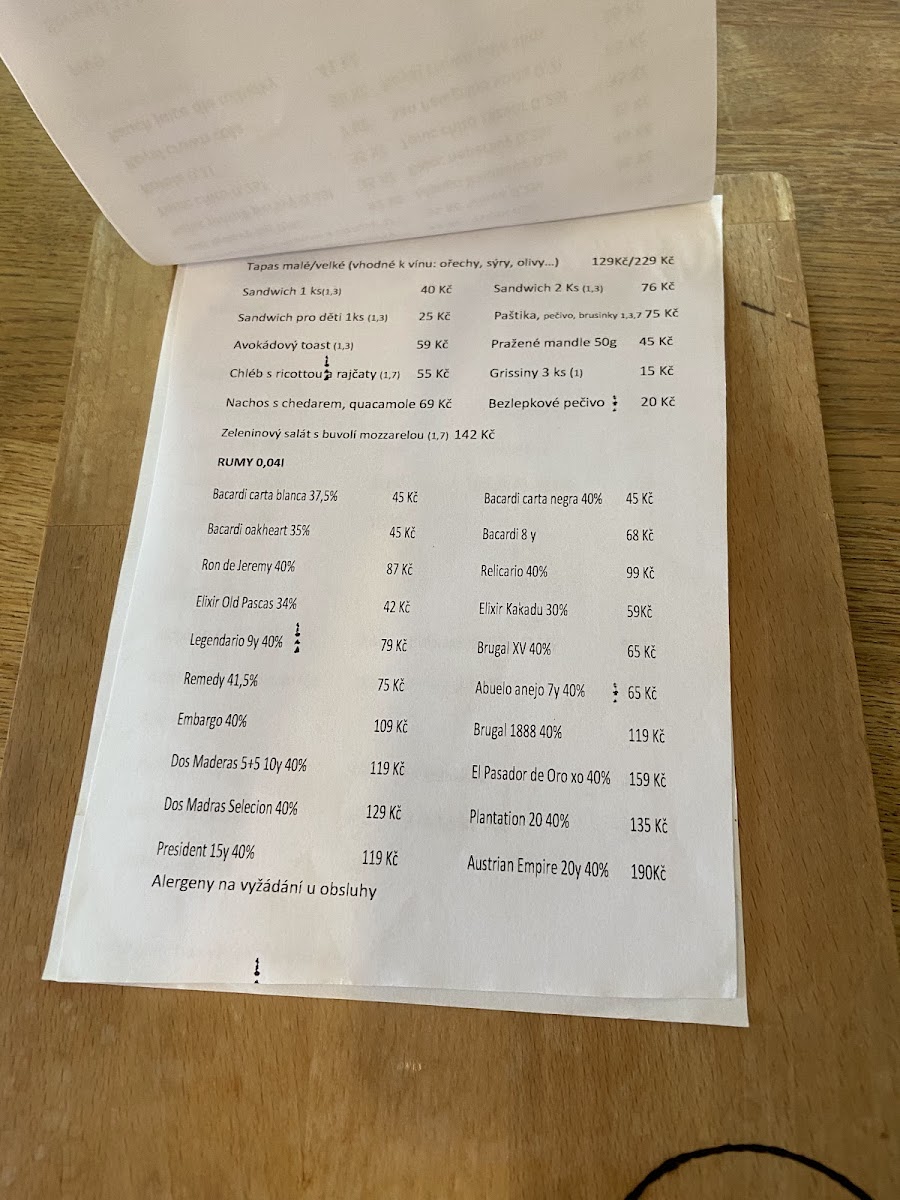 Tapas malé/velké (vhodné k vínu: ořechy, sýry, olivy...) 129Kč/229 Kč
Sandwich 1 ks(1,3) 40 Kč Sandwich 2 Ks (1,3) 76 Kč
Sandwich pro děti 1ks (1,3) 25 Kč Paštika, pečivo, brusinky 1,3,7 75 Kč
Avokádový toast (1,3) 59 Kč Pražené mandle 50g 45 Kč
Chléb s ricottou a rajčaty (1,7) 55 Kč Grissiny 3 ks (1) 15 Kč
Nachos s chedarem, quacamole 69 Kč Bezlepkové pečivo 20 Kč
Zeleninový salát s buvolí mozzarelou (1,7) 142 Kč
RUMY 0,04l
Bacardi carta blanca 37,5% 45 Kč Bacardi carta negra 40% 45 Kč
Bacardi oakheart 35% 45 Kč Bacardi 8 y 68 Kč
Ron de Jeremy 40% 87 Kč Relicario 40% 99 Kč
Elixir Old Pascas 34% 42 Kč Elixir Kakadu 30% 59Kč
Legendario 9y 40% 79 Kč Brugal XV 40% 65 Kč
Remedy 41,5% 75 Kč Abuelo anejo 7y 40% 65 Kč
Embargo 40% 109 Kč Brugal 1888 40% 119 Kč
Dos Maderas 5+5 10y 40% 119 Kč El Pasador de Oro xo 40% 159 Kč
Dos Madras Selecion 40% 129 Kč Plantation 20 40% 135 Kč
President 15y 40% 119 Kč Austrian Empire 20y 40% 190Kč
Alergeny na vyžádání u obsluhy